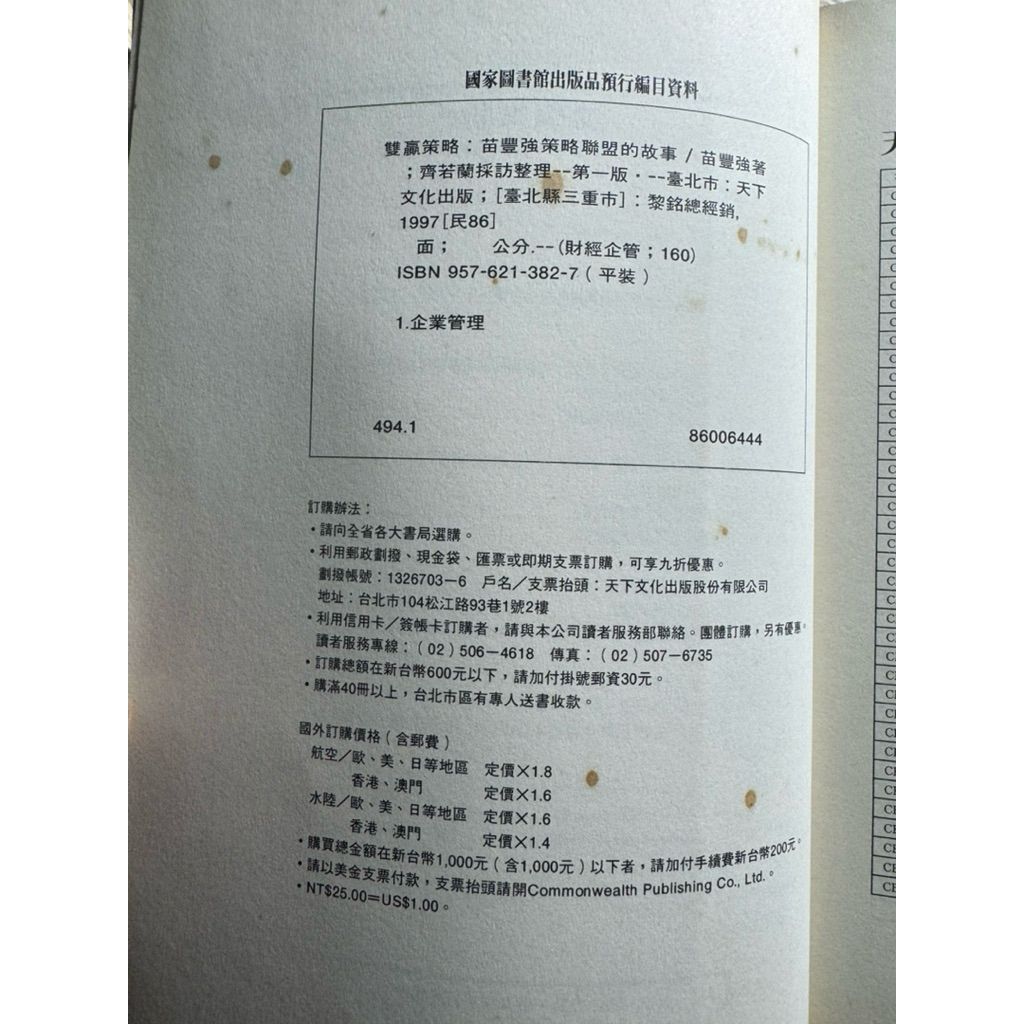 國家圖書館出版品預行編目資料
雙贏策略：苗豐強策略聯盟的故事 / 苗豐強著
；齊若蘭採訪整理--第一版．--臺北市：天下
文化出版；[臺北縣三重市]：黎銘總經銷,
1997[民86]
面； 公分.--(財經企管；160)
ISBN 957-621-382-7（平裝）
1.企業管理
494.1 86006444
訂購辦法：
・請向全省各大書局選購。
・利用郵政劃撥、現金袋、匯票或即期支票訂購，可享九折優惠。
劃撥帳號：1326703－6 戶名／支票抬頭：天下文化出版股份有限公司
地址：台北市104松江路93巷1號2樓
・利用信用卡／簽帳卡訂購者，請與本公司讀者服務部聯絡。團體訂購，另有優惠。
讀者服務專線：（02）506－4618 傳真：（02）507－6735
・訂購總額在新台幣600元以下，請加付掛號郵資30元。
・購滿40冊以上，台北市區有專人送書收款。
國外訂購價格（含郵費）
航空／歐、美、日等地區 定價×1.8
香港、澳門 定價×1.6
水陸／歐、美、日等地區 定價×1.6
香港、澳門 定價×1.4
・購買總金額在新台幣1,000元（含1,000元）以下者，請加付手續費新台幣200元。
・請以美金支票付款，支票抬頭請開Commonwealth Publishing Co., Ltd.。
・NT$25.00＝US$1.00。